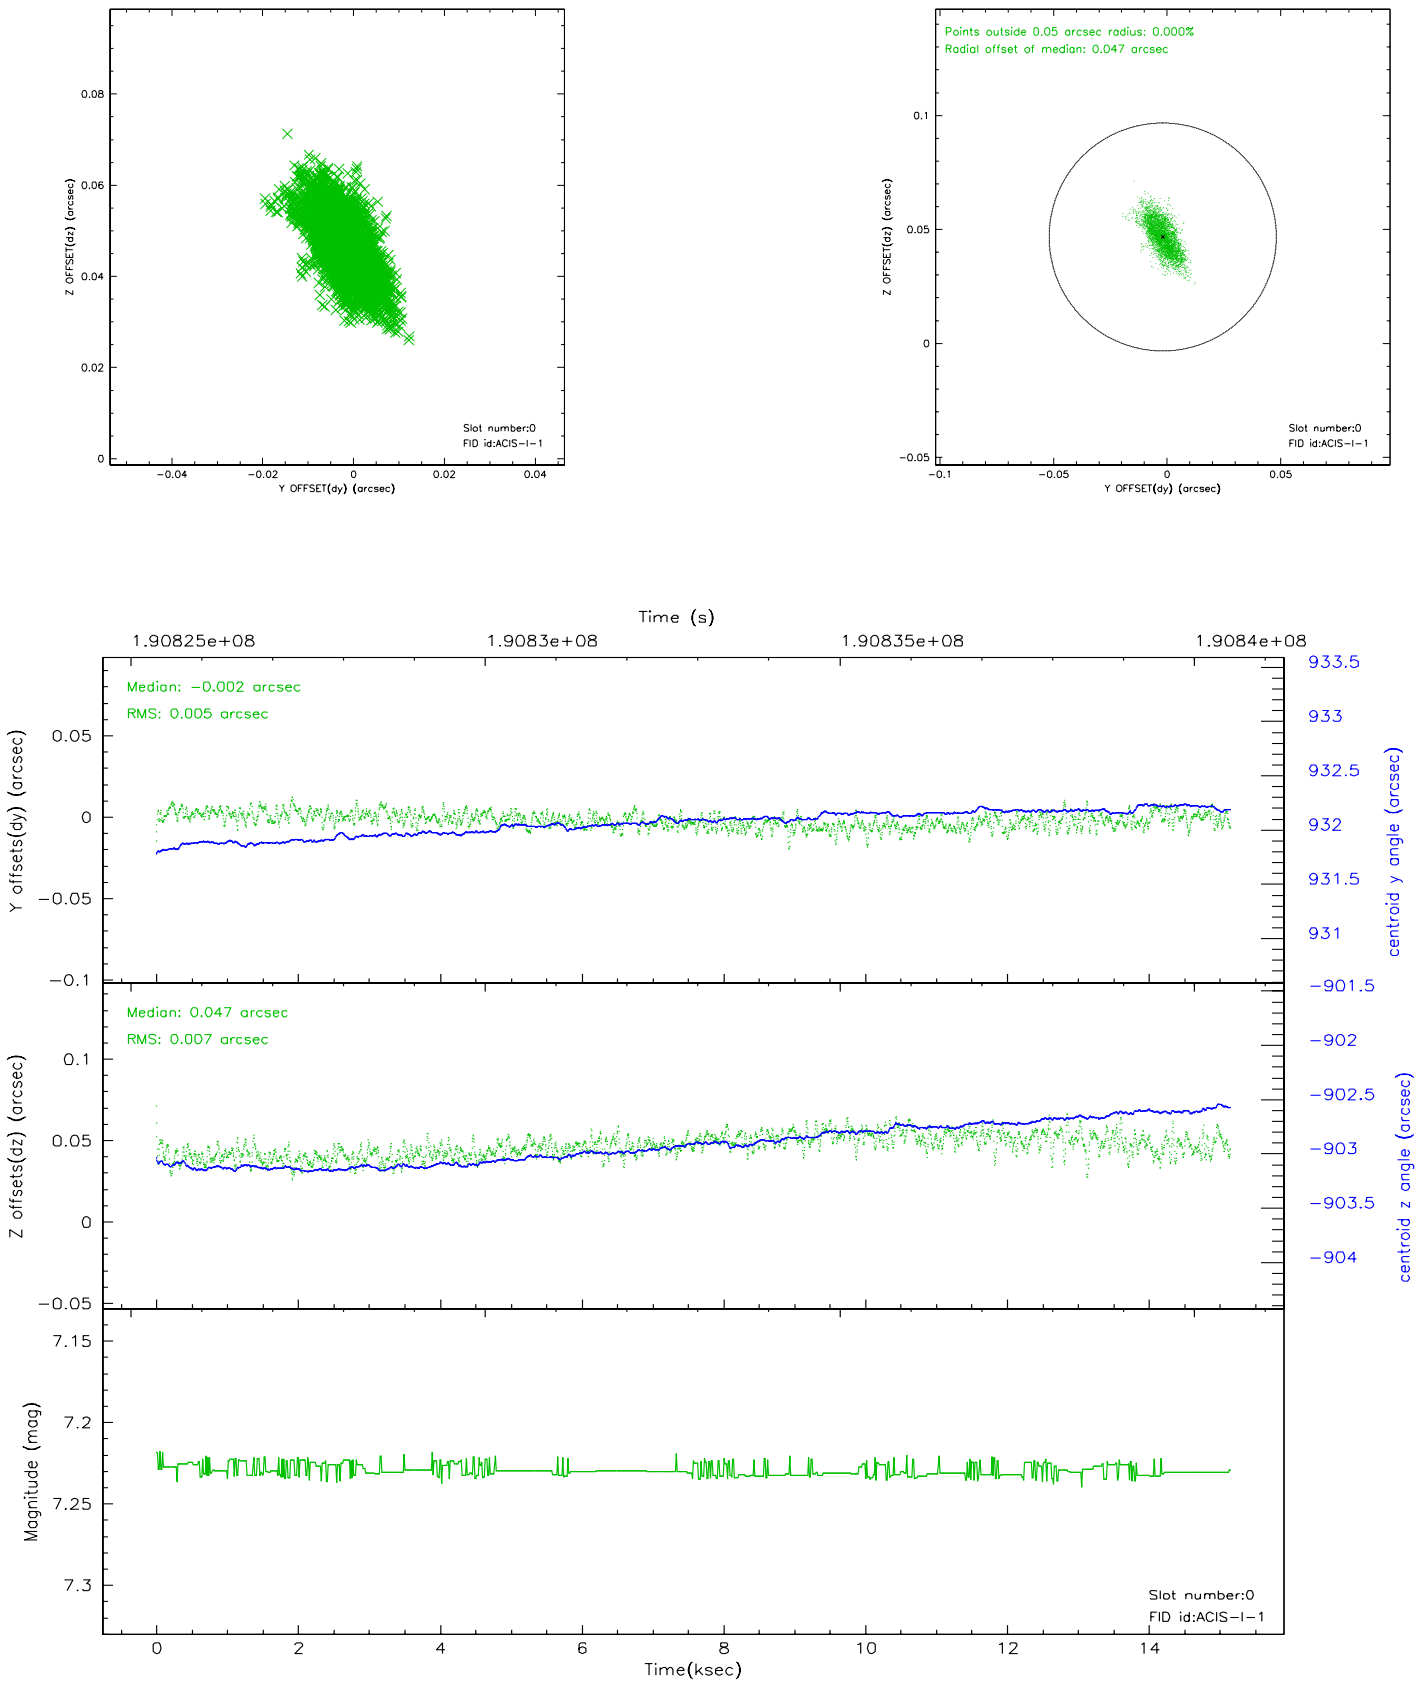 0.08
0.06
0.04
0.02
0
Z OFFSET(dz) (arcsec)
Slot number:0
FID id:ACIS-I-1
-0.04
-0.02
0
0.02
0.04
Y OFFSET(dy) (arcsec)
Points outside 0.05 arcsec radius: 0.000%
Radial offset of median: 0.047 arcsec
0.1
0.05
0
-0.05
Z OFFSET(dz) (arcsec)
Slot number:0
FID id:ACIS-I-1
-0.1
-0.05
0
0.05
Y OFFSET(dy) (arcsec)
Time (s)
1.90825e+08
1.9083e+08
1.90835e+08
1.9084e+08
Median: -0.002 arcsec
RMS: 0.005 arcsec
0.05
0
-0.05
-0.1
Y offsets(dy) (arcsec)
933.5
933
932.5
932
931.5
931
centroid y angle (arcsec)
Median: 0.047 arcsec
RMS: 0.007 arcsec
0.1
0.05
0
-0.05
Z offsets(dz) (arcsec)
-901.5
-902
-902.5
-903
-903.5
-904
centroid z angle (arcsec)
7.15
7.2
7.25
7.3
Magnitude (mag)
Slot number:0
FID id:ACIS-I-1
0
2
4
6
8
10
12
14
Time(ksec)